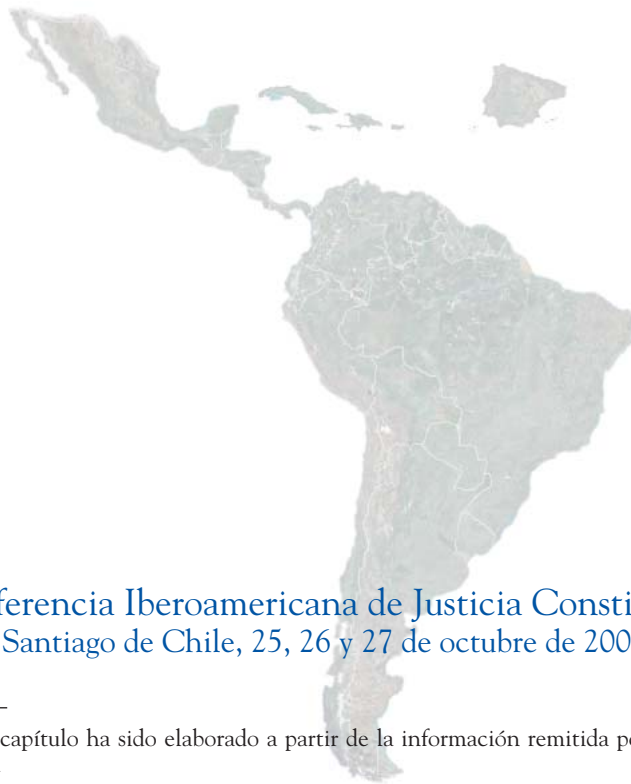 ferencia Iberoamericana de Justicia Consti
Santiago de Chile, 25, 26 y 27 de octubre de 200
capítulo ha sido elaborado a partir de la información remitida p